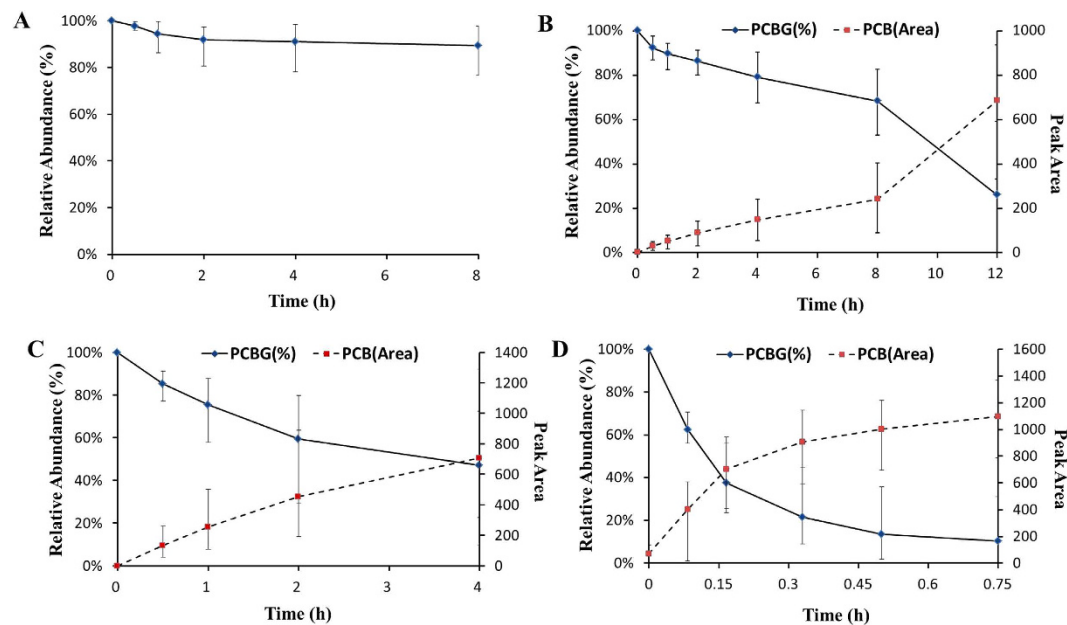 A
Relative Abundance (%)
100%
80%
60%
40%
20%
0%
0 2 4 6 8
Time (h)
B
PCBG(%) PCB(Area)
Relative Abundance (%)
100%
80%
60%
40%
20%
0%
1000
800
600
400
200
0
Peak Area
0 2 4 6 8 10 12
Time (h)
C
PCBG(%) PCB(Area)
Relative Abundance (%)
100%
80%
60%
40%
20%
0%
1400
1200
1000
800
600
400
200
0
Peak Area
0 1 2 3 4
Time (h)
D
PCBG(%) PCB(Area)
Relative Abundance (%)
100%
80%
60%
40%
20%
0%
1600
1400
1200
1000
800
600
400
200
0
Peak Area
0 0.15 0.3 0.45 0.6 0.75
Time (h)